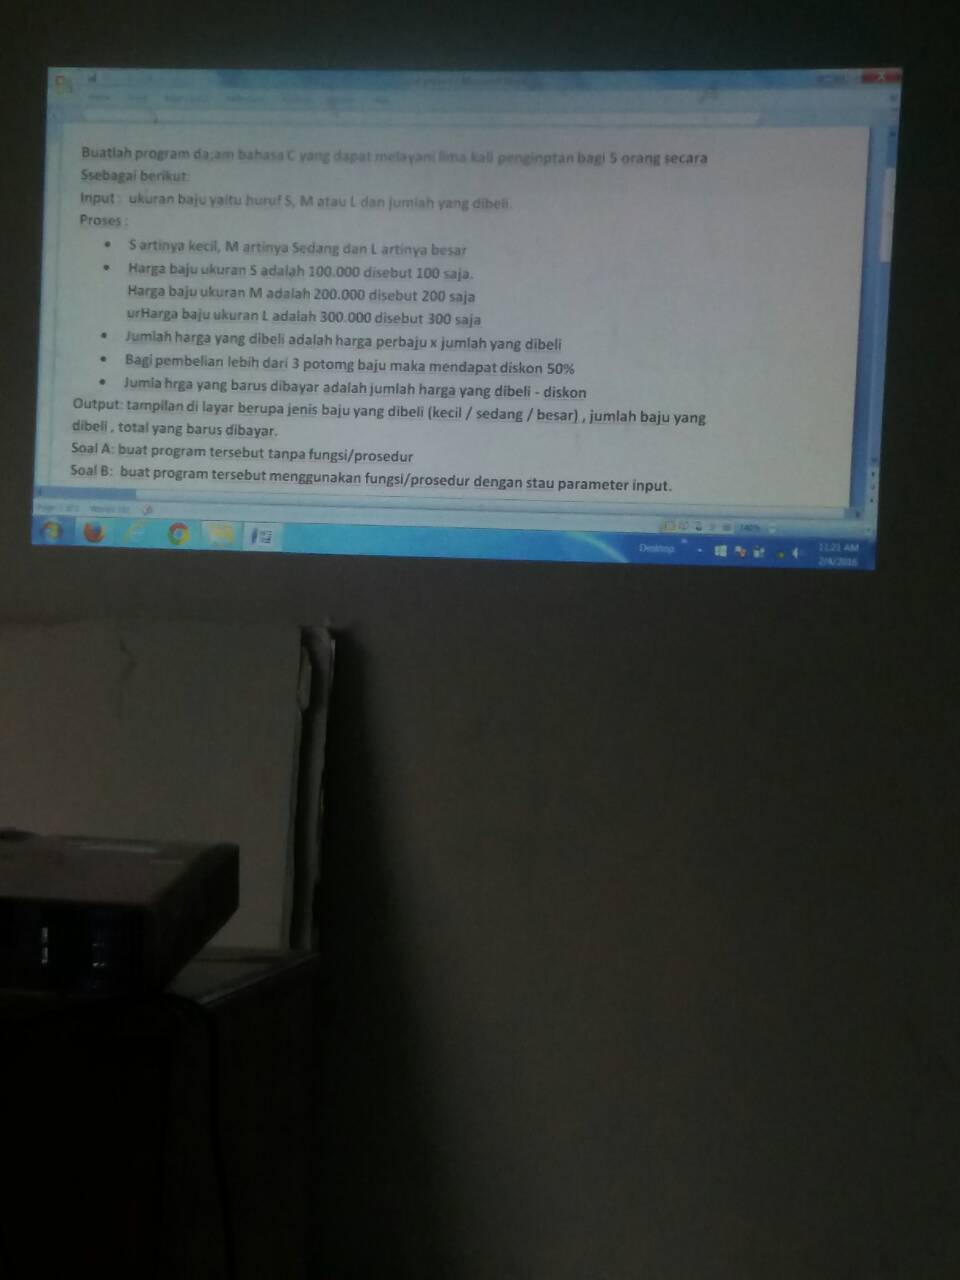 Buatlah program da;am bahasa C yang dapat melayani lima kali penginptan bagi 5 orang secara
Ssebagai berikut:
Input : ukuran baju yaitu huruf S, M atau L dan jumlah yang dibeli.
Proses :
• S artinya kecil, M artinya Sedang dan L artinya besar
• Harga baju ukuran S adalah 100.000 disebut 100 saja.
Harga baju ukuran M adalah 200.000 disebut 200 saja
urHarga baju ukuran L adalah 300.000 disebut 300 saja
• Jumlah harga yang dibeli adalah harga perbaju x jumlah yang dibeli
• Bagi pembelian lebih dari 3 potomg baju maka mendapat diskon 50%
• Jumla hrga yang barus dibayar adalah jumlah harga yang dibeli - diskon
Output: tampilan di layar berupa jenis baju yang dibeli (kecil / sedang / besar) , jumlah baju yang
dibeli , total yang barus dibayar.
Soal A: buat program tersebut tanpa fungsi/prosedur
Soal B: buat program tersebut menggunakan fungsi/prosedur dengan stau parameter input.
140%
Desktop
11:21 AM
2/4/2016